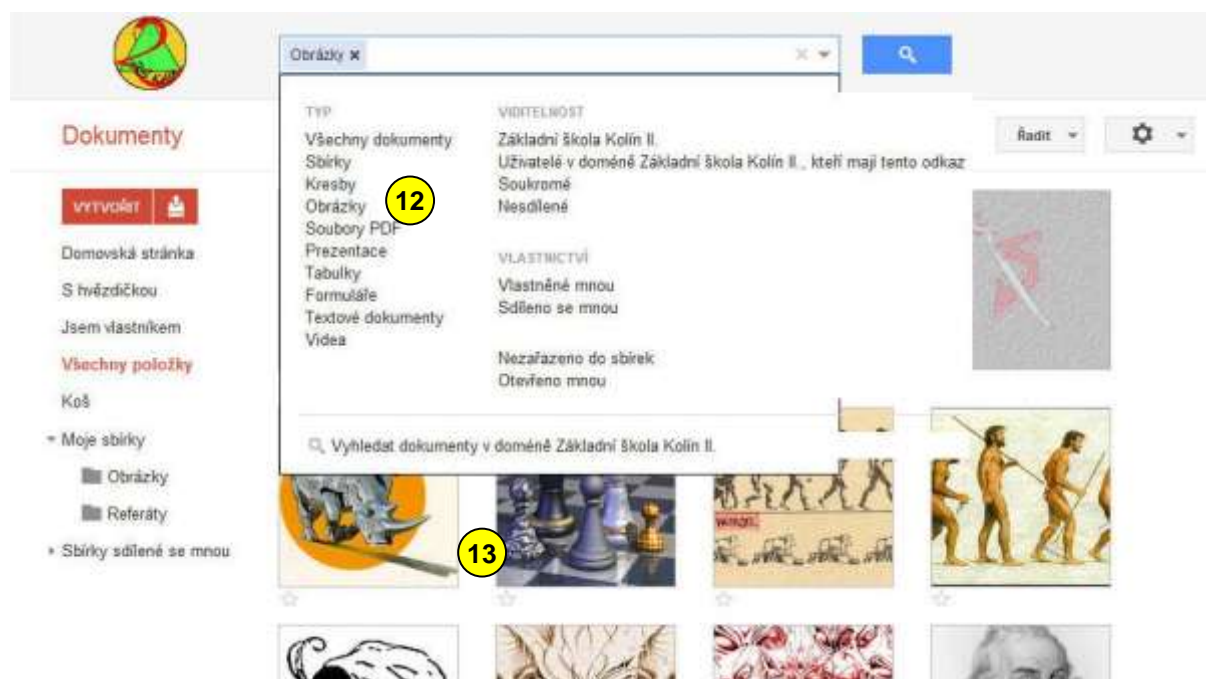 Obrázky ×
Dokumenty
Řadit
VYTVOŘIT
Domovská stránka
S hvězdičkou
Jsem vlastníkem
Všechny položky
Koš
Moje sbírky
Obrázky
Referáty
Sbírky sdílené se mnou
TYP
Všechny dokumenty
Sbírky
Kresby
Obrázky
Soubory PDF
Prezentace
Tabulky
Formuláře
Textové dokumenty
Videa
12
VIDITELNOST
Základní škola Kolín II.
Uživatelé v doméně Základní škola Kolín II., kteří mají tento odkaz
Soukromé
Nesdílené
VLASTNICTVÍ
Vlastněné mnou
Sdíleno se mnou
Nezařazeno do sbírek
Otevřeno mnou
Vyhledat dokumenty v doméně Základní škola Kolín II.
13